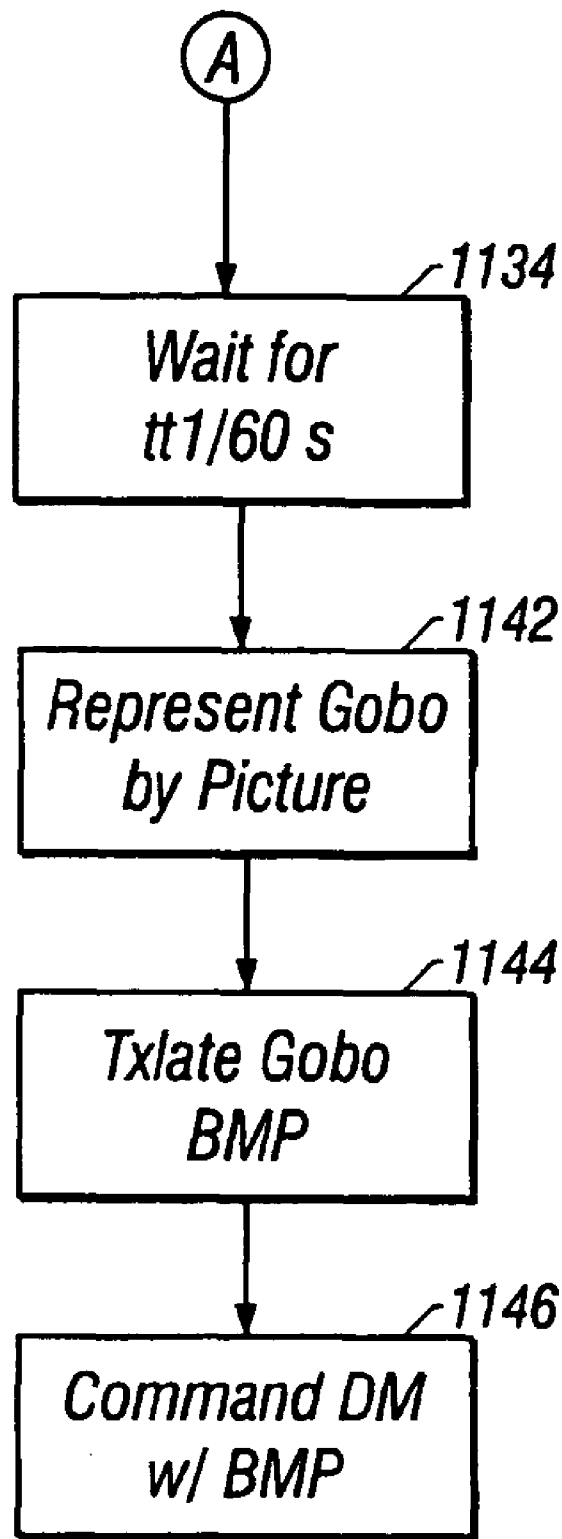 A
1134
Wait for
tt1/60 s
1142
Represent Gobo
by Picture
1144
Txlate Gobo
BMP
1146
Command DM
w/ BMP